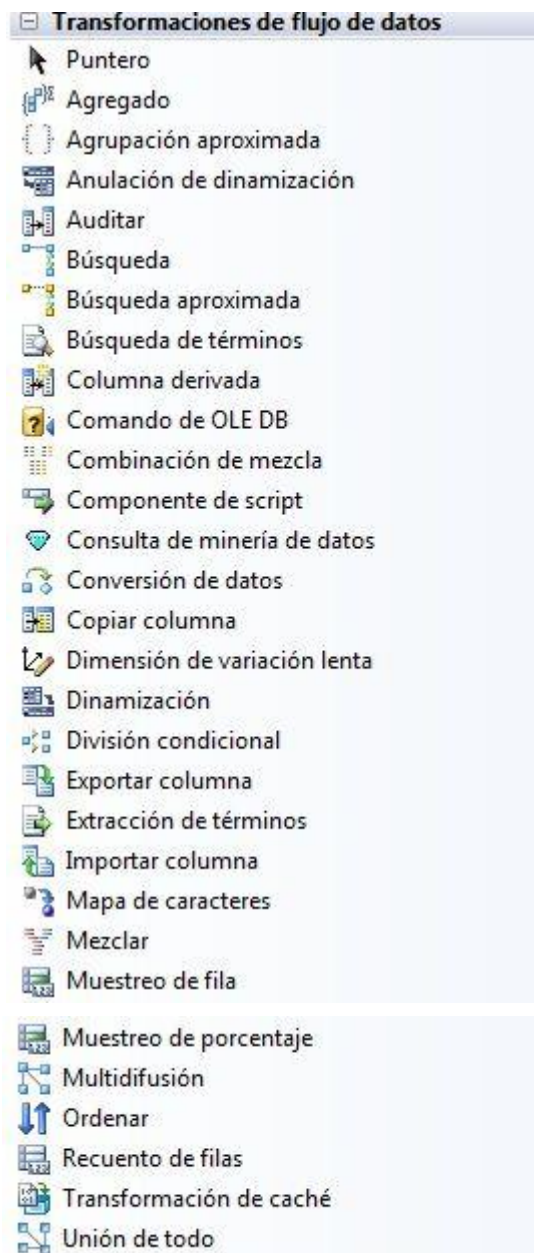 Transformaciones de flujo de datos
Puntero
Agregado
Agrupación aproximada
Anulación de dinamización
Auditar
Búsqueda
Búsqueda aproximada
Búsqueda de términos
Columna derivada
Comando de OLE DB
Combinación de mezcla
Componente de script
Consulta de minería de datos
Conversión de datos
Copiar columna
Dimensión de variación lenta
Dinamización
División condicional
Exportar columna
Extracción de términos
Importar columna
Mapa de caracteres
Mezclar
Muestreo de fila
Muestreo de porcentaje
Multidifusión
Ordenar
Recuento de filas
Transformación de caché
Unión de todo